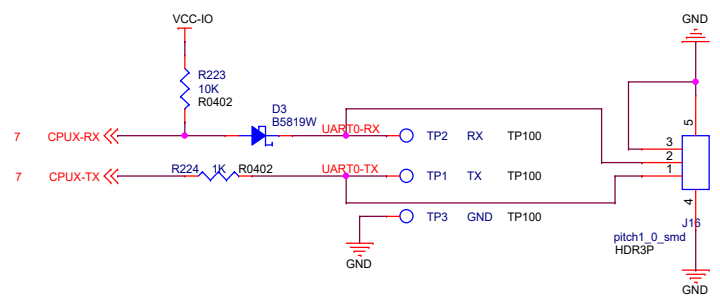 VCC-IO
GND
R223
10K
R0402
D3
B5819W
5
7 CPUX-RX
UART0-RX
TP2 RX TP100
3
2
1
7 CPUX-TX
R224 1K R0402
UART0-TX
TP1 TX TP100
4
TP3 GND TP100
J16
pitch1_0_smd
HDR3P
GND
GND